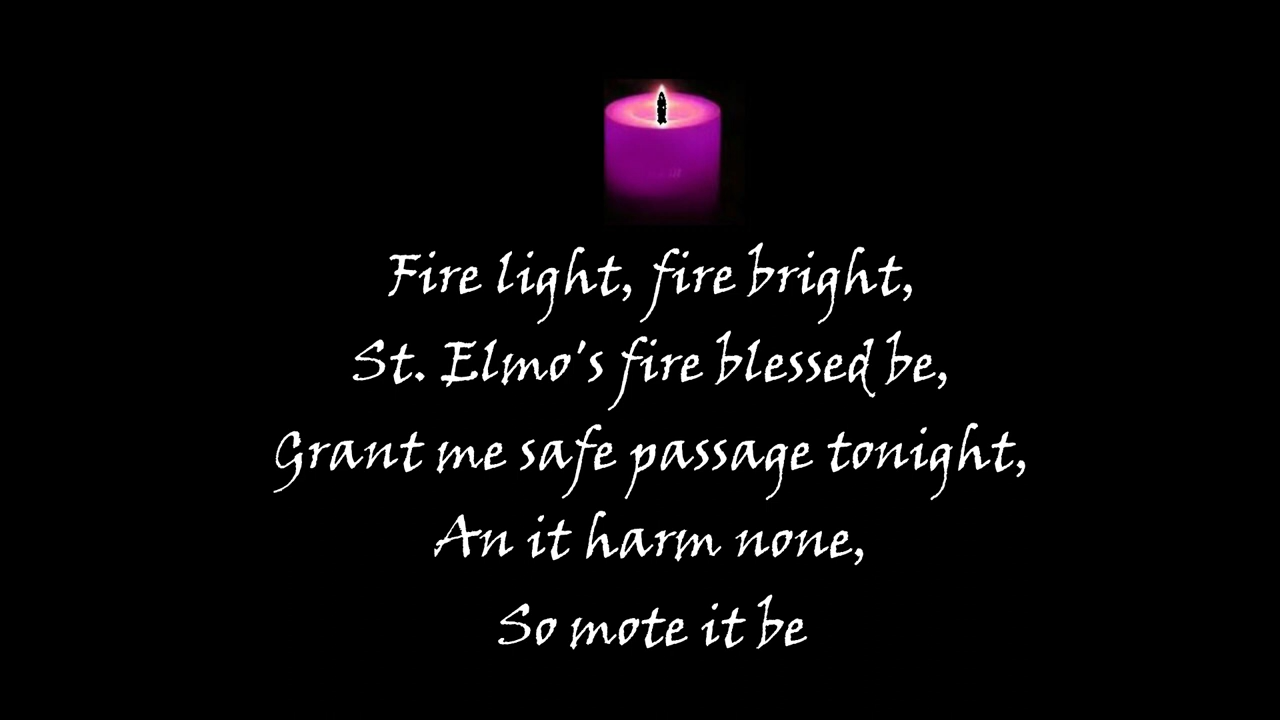 Fire light, fire bright,
St. Elmo's fire blessed be,
Grant me safe passage tonight,
An it harm none,
So mote it be